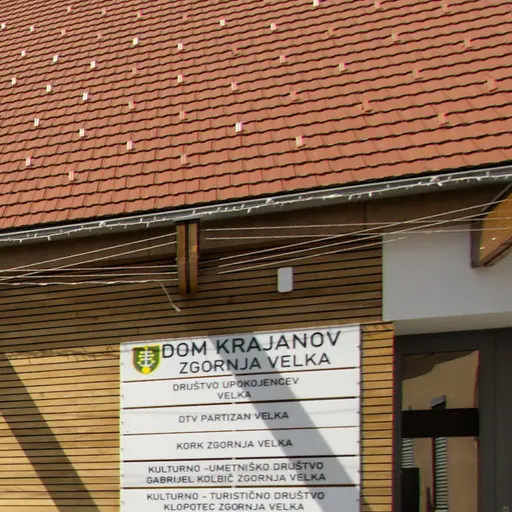 DOM KRAJANOV
ZGORNJA VELKA
DRUŠTVO UPOKOJENCEV
VELKA
DTV PARTIZAN VELKA
KORK ZGORNJA VELKA
KULTURNO -UMETNIŠKO DRUŠTVO
GABRIJEL KOLBIČ ZGORNJA VELKA
KULTURNO - TURISTIČNO DRUŠTVO
KLOPOTEC ZGORNJA VELKA